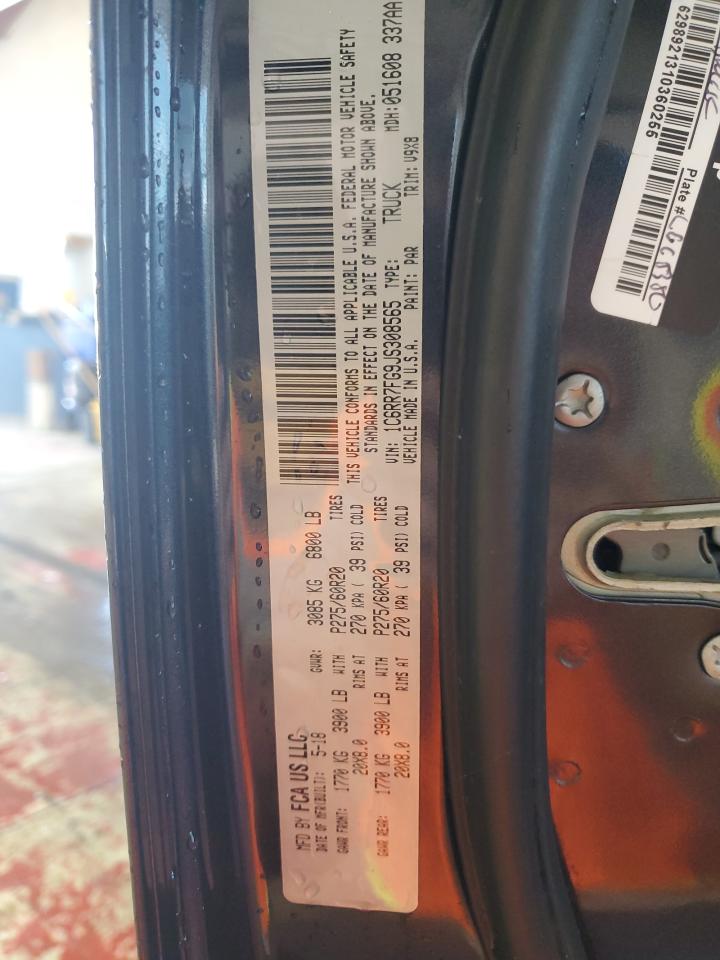 MFD BY FCA US LLC
DATE OF MFR(BUILT): 5-18 GVWR: 3085 KG 6800 LB
GAWR FRONT: 1770 KG 3900 LB WITH P275/60R20 TIRES
20X8.0 RIMS AT 270 KPA ( 39 PSI) COLD
GAWR REAR: 1770 KG 3900 LB WITH P275/60R20 TIRES
20X8.0 RIMS AT 270 KPA ( 39 PSI) COLD
THIS VEHICLE CONFORMS TO ALL APPLICABLE U.S.A. FEDERAL MOTOR VEHICLE SAFETY
STANDARDS IN EFFECT ON THE DATE OF MANUFACTURE SHOWN ABOVE.
VIN: 1C6RR7FG9JS308565 TYPE: TRUCK MDH:051608 337AA
VEHICLE MADE IN U.S.A. PAINT: PAR TRIM: V9X8
6298921310360266
Plate #